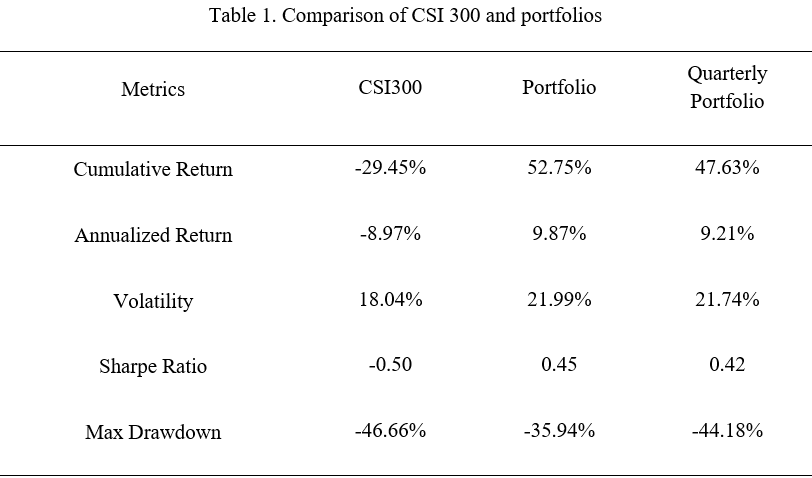 Table 1. Comparison of CSI 300 and portfolios
Metrics CSI300 Portfolio Quarterly Portfolio
Cumulative Return -29.45% 52.75% 47.63%
Annualized Return -8.97% 9.87% 9.21%
Volatility 18.04% 21.99% 21.74%
Sharpe Ratio -0.50 0.45 0.42
Max Drawdown -46.66% -35.94% -44.18%